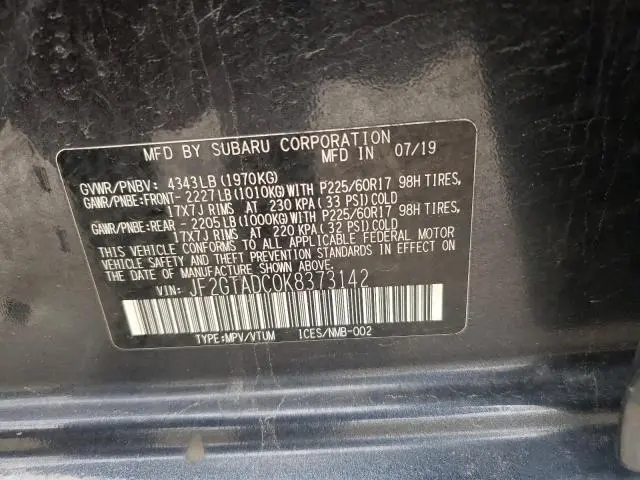 MFD BY SUBARU CORPORATION
MFD IN 07/19
GVWR/PNBV: 4343LB(1970KG)
GAWR/PNBE:FRONT- 2227LB(1010KG)WITH P225/60R17 98H TIRES,
17X7J RIMS AT 230 KPA(33 PSI)COLD
GAWR/PNBE:REAR - 2205LB(1000KG)WITH P225/60R17 98H TIRES,
17X7J RIMS AT 220 KPA(32 PSI)COLD
THIS VEHICLE CONFORMS TO ALL APPLICABLE FEDERAL MOTOR
VEHICLE SAFETY AND THEFT PREVENTION STANDARDS IN EFFECT
ON THE DATE OF MANUFACTURE SHOWN ABOVE.
VIN: JF2GTADC0K8373142
TYPE:MPV/VTUM ICES/NMB-002